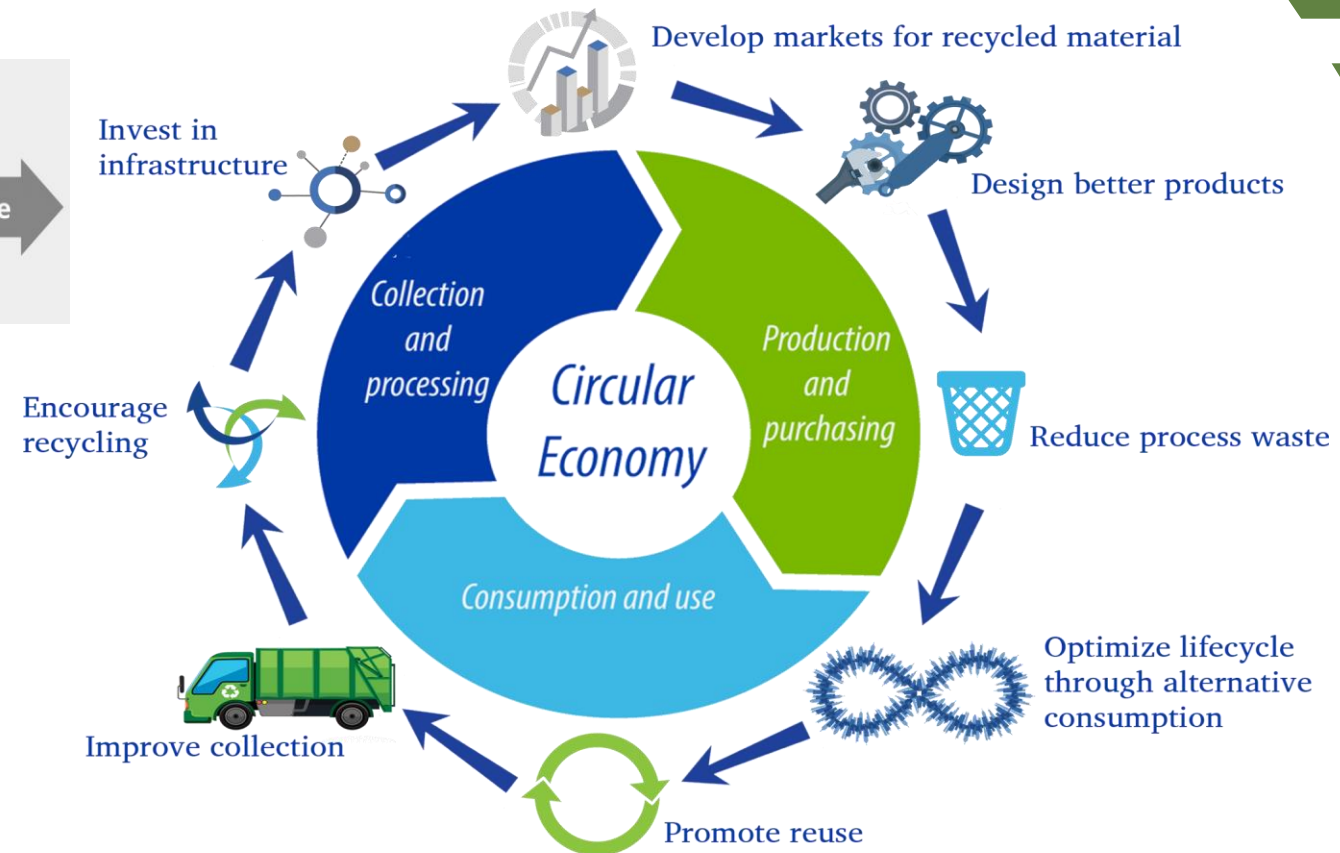 Develop markets for recycled material
Invest in
infrastructure
Design better products
Collection
and
processing
Production
and
purchasing
Circular
Economy
Encourage
recycling
Reduce process waste
Consumption and use
Optimize lifecycle
through alternative
consumption
Improve collection
Promote reuse